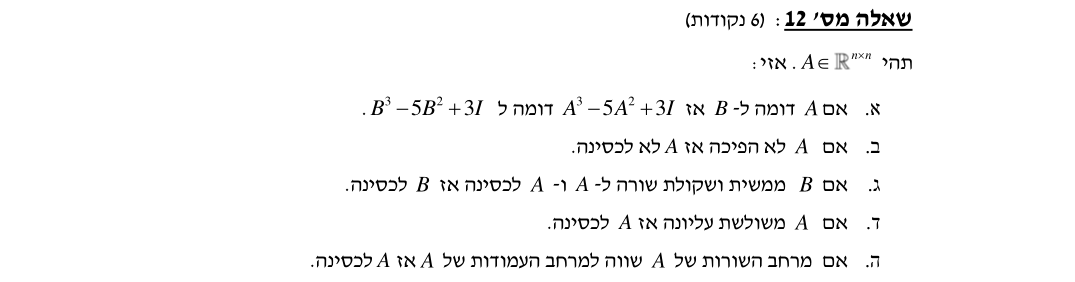 שאלה מס' 12 : (6 נקודות)
תהי A ∈ ℝⁿˣⁿ . אזי :
א. אם A דומה ל- B אז A³ − 5A² + 3I דומה ל B³ − 5B² + 3I .
ב. אם A לא הפיכה אז A לא לכסינה.
ג. אם B ממשית ושקולת שורה ל- A ו- A לכסינה אז B לכסינה.
ד. אם A משולשת עליונה אז A לכסינה.
ה. אם מרחב השורות של A שווה למרחב העמודות של A אז A לכסינה.